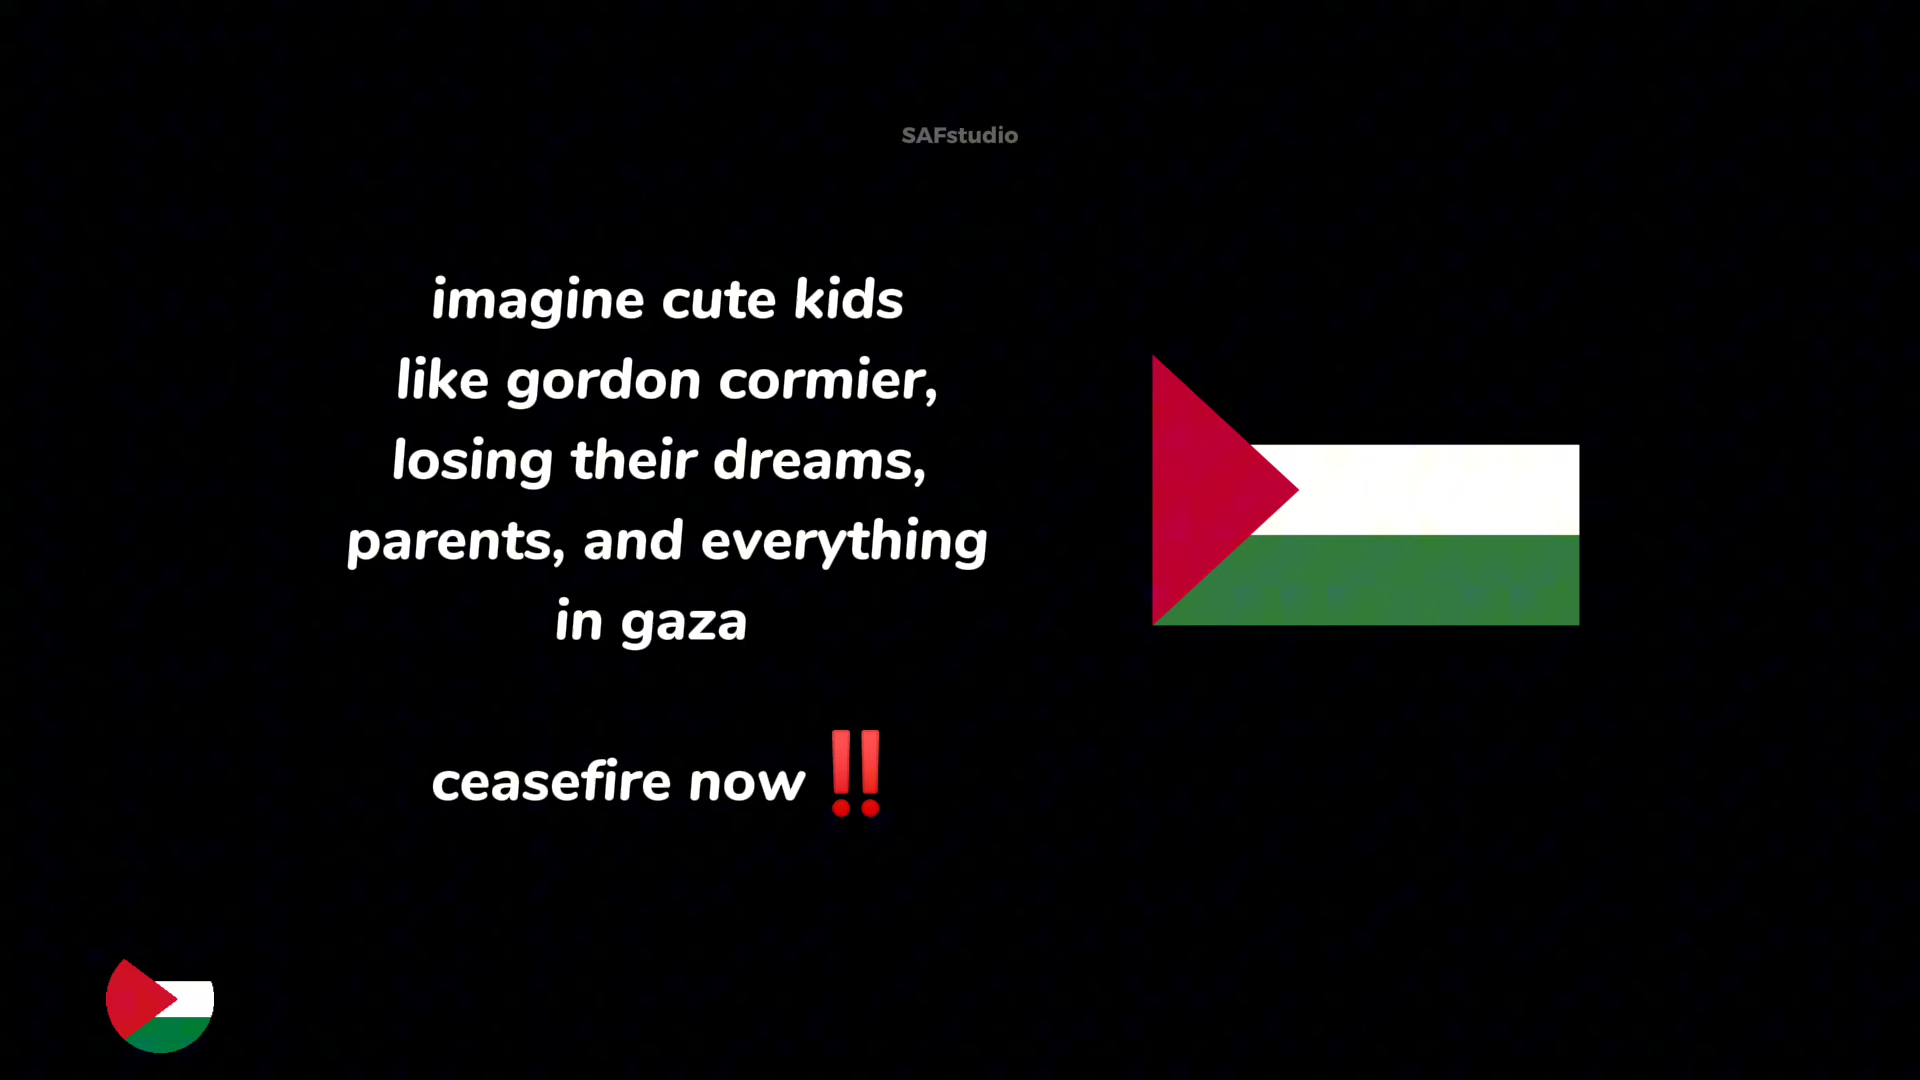 SAFstudio
imagine cute kids
like gordon cormier,
losing their dreams,
parents, and everything
in gaza
ceasefire now ‼️